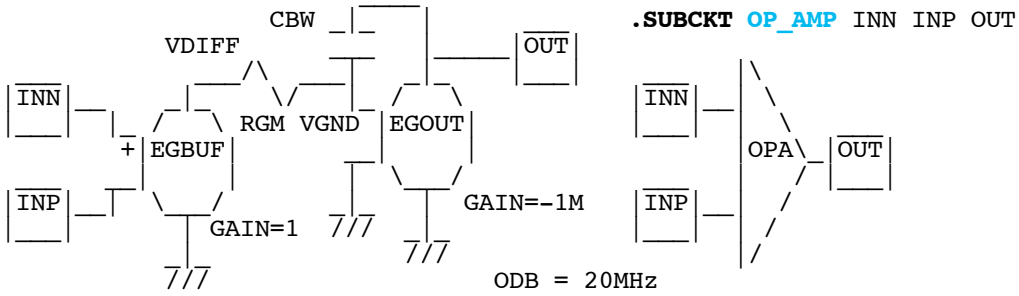 CBW
.SUBCKT OP_AMP INN INP OUT
VDIFF
OUT
INN
INN
RGM VGND EGOUT
+ EGBUF
OPA OUT
INP
INP
GAIN=1
GAIN=-1M
ODB = 20MHz